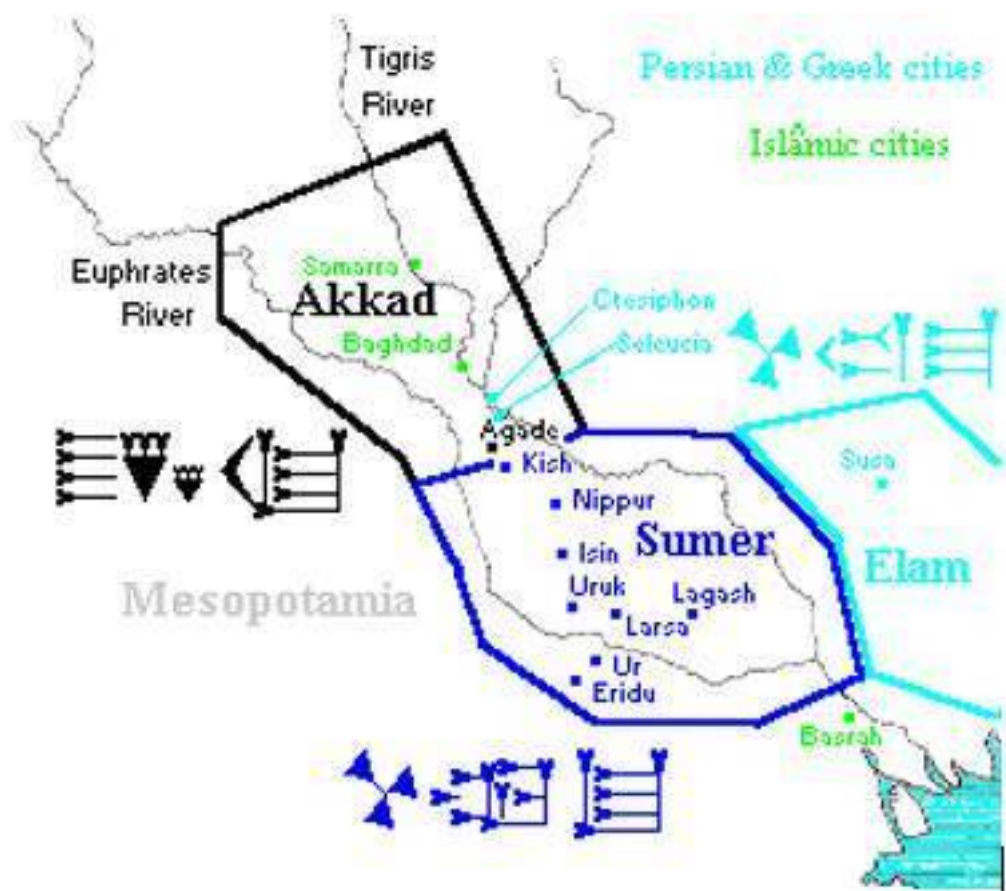 Tigris
River
Persian & Greek cities
Islâmic cities
Euphrates
River
Samarra
Akkad
Ctesiphon
Baghdad
Seleucia
Agade
Kish
Susa
Nippur
Sumer
Isin
Elam
Mesopotamia
Uruk
Lagash
Larsa
Ur
Eridu
Basrah